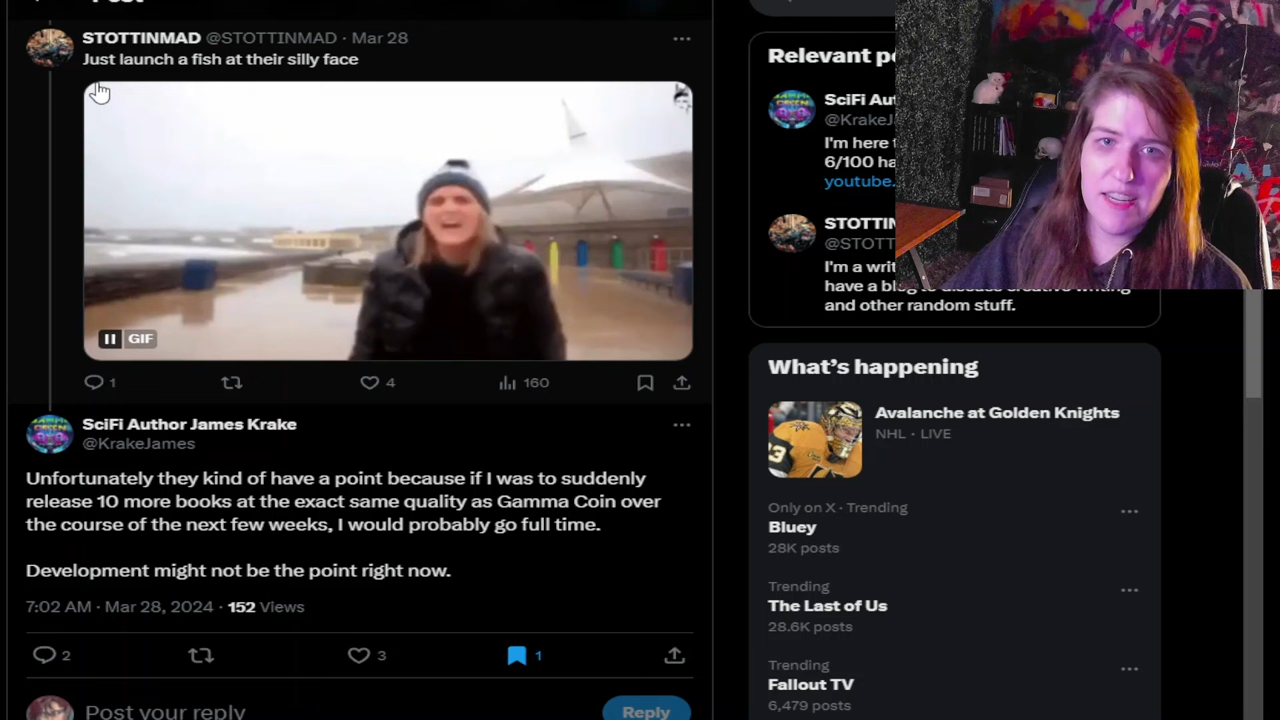 STOTTINMAD @STOTTINMAD · Mar 28
Just launch a fish at their silly face
GIF
1
4
160
SciFi Author James Krake
@KrakeJames
Unfortunately they kind of have a point because if I was to suddenly
release 10 more books at the exact same quality as Gamma Coin over
the course of the next few weeks, I would probably go full time.
Development might not be the point right now.
7:02 AM · Mar 28, 2024 · 152 Views
2
3
1
Post your reply
Reply
Relevant
SciFi
@KrakeJ
I'm here
6/100
youtube.
STOTTIN
@STOTT
I'm a writ
have a blog to discuss creative writing
and other random stuff.
What's happening
Avalanche at Golden Knights
NHL · LIVE
Only on X · Trending
Bluey
28K posts
Trending
The Last of Us
28.6K posts
Trending
Fallout TV
6,479 posts